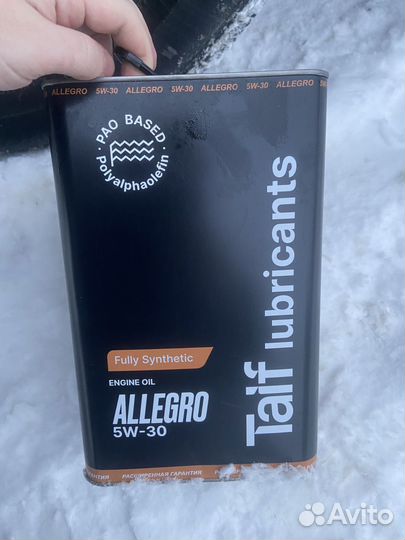 ALLEGRO 5W-30 ALLEGRO 5W-30 ALLEGRO 5W-30 ALLEGRO
PAO BASED
Polyalphaolefin
Taif lubricants
Fully Synthetic
ENGINE OIL
ALLEGRO
5W-30
РАСШИРЕННАЯ ГАРАНТИЯ
Avito